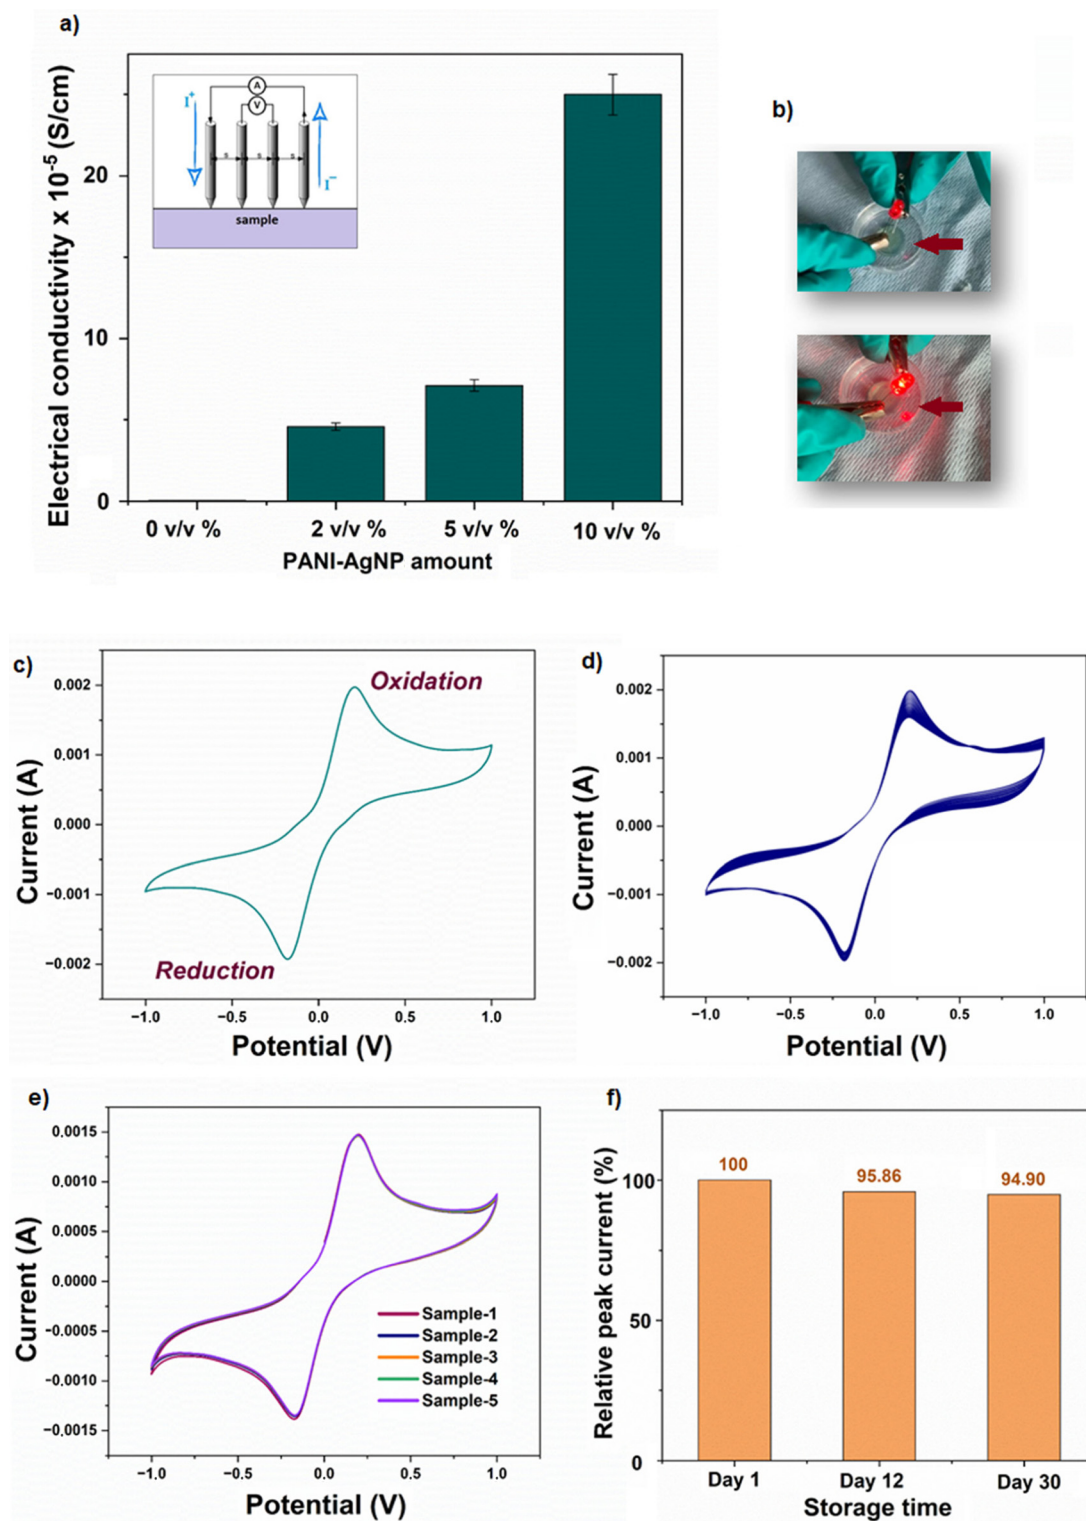 a)
Electrical conductivity x 10⁻⁵ (S/cm)
20
10
0
A
V
I⁺
I⁻
s
s
s
sample
0 v/v %
2 v/v %
5 v/v %
10 v/v %
PANI-AgNP amount
b)
c)
Current (A)
0.002
0.001
0.000
−0.001
−0.002
Oxidation
Reduction
−1.0
−0.5
0.0
0.5
1.0
Potential (V)
d)
Current (A)
0.002
0.001
0.000
−0.001
−0.002
−1.0
−0.5
0.0
0.5
1.0
Potential (V)
e)
Current (A)
0.0015
0.0010
0.0005
0.0000
−0.0005
−0.0010
−0.0015
Sample-1
Sample-2
Sample-3
Sample-4
Sample-5
−1.0
−0.5
0.0
0.5
1.0
Potential (V)
f)
Relative peak current (%)
100
50
0
100
95.86
94.90
Day 1
Day 12
Day 30
Storage time